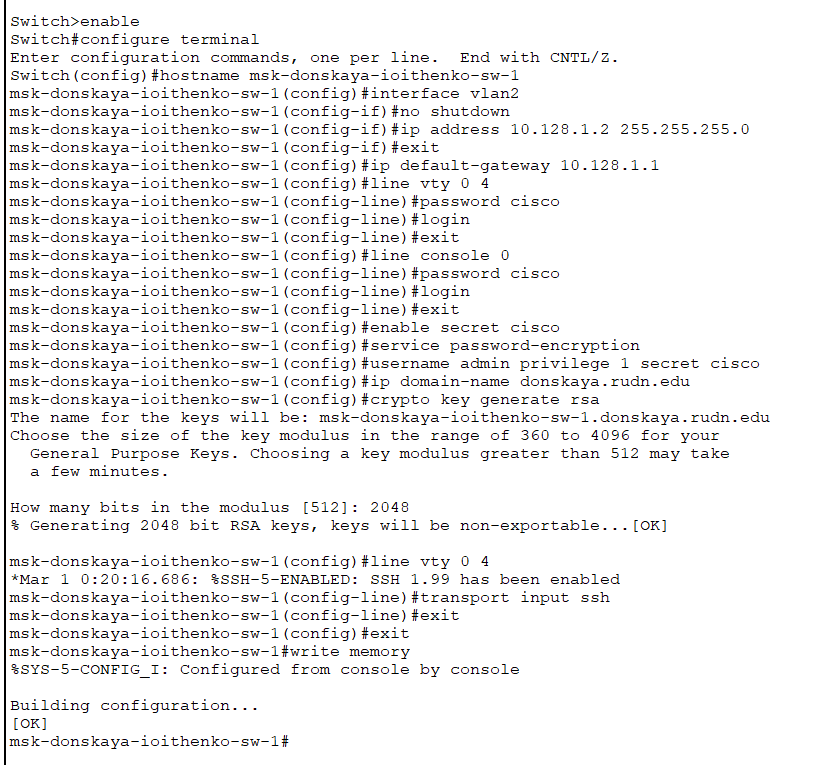 Switch>enable
Switch#configure terminal
Enter configuration commands, one per line.  End with CNTL/Z.
Switch(config)#hostname msk-donskaya-ioithenko-sw-1
msk-donskaya-ioithenko-sw-1(config)#interface vlan2
msk-donskaya-ioithenko-sw-1(config-if)#no shutdown
msk-donskaya-ioithenko-sw-1(config-if)#ip address 10.128.1.2 255.255.255.0
msk-donskaya-ioithenko-sw-1(config-if)#exit
msk-donskaya-ioithenko-sw-1(config)#ip default-gateway 10.128.1.1
msk-donskaya-ioithenko-sw-1(config)#line vty 0 4
msk-donskaya-ioithenko-sw-1(config-line)#password cisco
msk-donskaya-ioithenko-sw-1(config-line)#login
msk-donskaya-ioithenko-sw-1(config-line)#exit
msk-donskaya-ioithenko-sw-1(config)#line console 0
msk-donskaya-ioithenko-sw-1(config-line)#password cisco
msk-donskaya-ioithenko-sw-1(config-line)#login
msk-donskaya-ioithenko-sw-1(config-line)#exit
msk-donskaya-ioithenko-sw-1(config)#enable secret cisco
msk-donskaya-ioithenko-sw-1(config)#service password-encryption
msk-donskaya-ioithenko-sw-1(config)#username admin privilege 1 secret cisco
msk-donskaya-ioithenko-sw-1(config)#ip domain-name donskaya.rudn.edu
msk-donskaya-ioithenko-sw-1(config)#crypto key generate rsa
The name for the keys will be: msk-donskaya-ioithenko-sw-1.donskaya.rudn.edu
Choose the size of the key modulus in the range of 360 to 4096 for your
  General Purpose Keys. Choosing a key modulus greater than 512 may take
  a few minutes.

How many bits in the modulus [512]: 2048
% Generating 2048 bit RSA keys, keys will be non-exportable...[OK]

msk-donskaya-ioithenko-sw-1(config)#line vty 0 4
*Mar 1 0:20:16.686: %SSH-5-ENABLED: SSH 1.99 has been enabled
msk-donskaya-ioithenko-sw-1(config-line)#transport input ssh
msk-donskaya-ioithenko-sw-1(config-line)#exit
msk-donskaya-ioithenko-sw-1(config)#exit
msk-donskaya-ioithenko-sw-1#write memory
%SYS-5-CONFIG_I: Configured from console by console

Building configuration...
[OK]
msk-donskaya-ioithenko-sw-1#